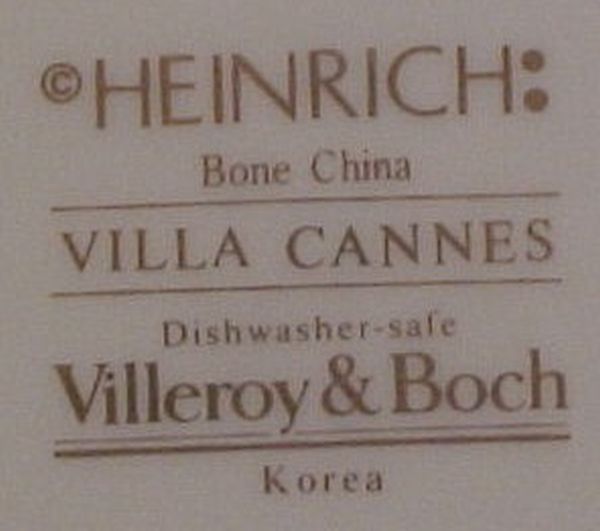 ©HEINRICH:
Bone China
VILLA CANNES
Dishwasher-safe
Villeroy & Boch
Korea